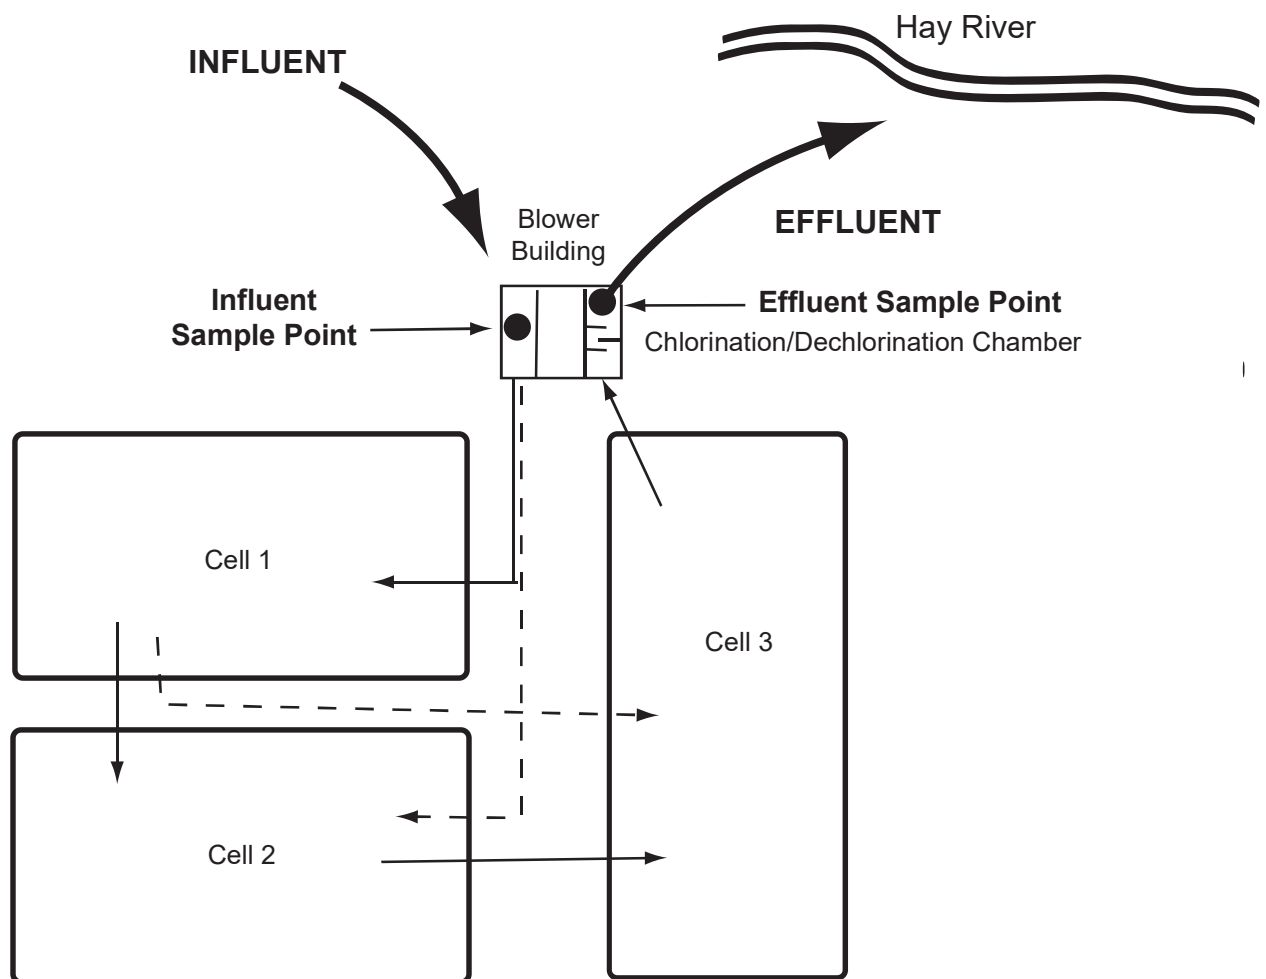 Hay River
INFLUENT
Blower
Building
EFFLUENT
Influent
Sample Point
Effluent Sample Point
Chlorination/Dechlorination Chamber
Cell 1
Cell 3
Cell 2